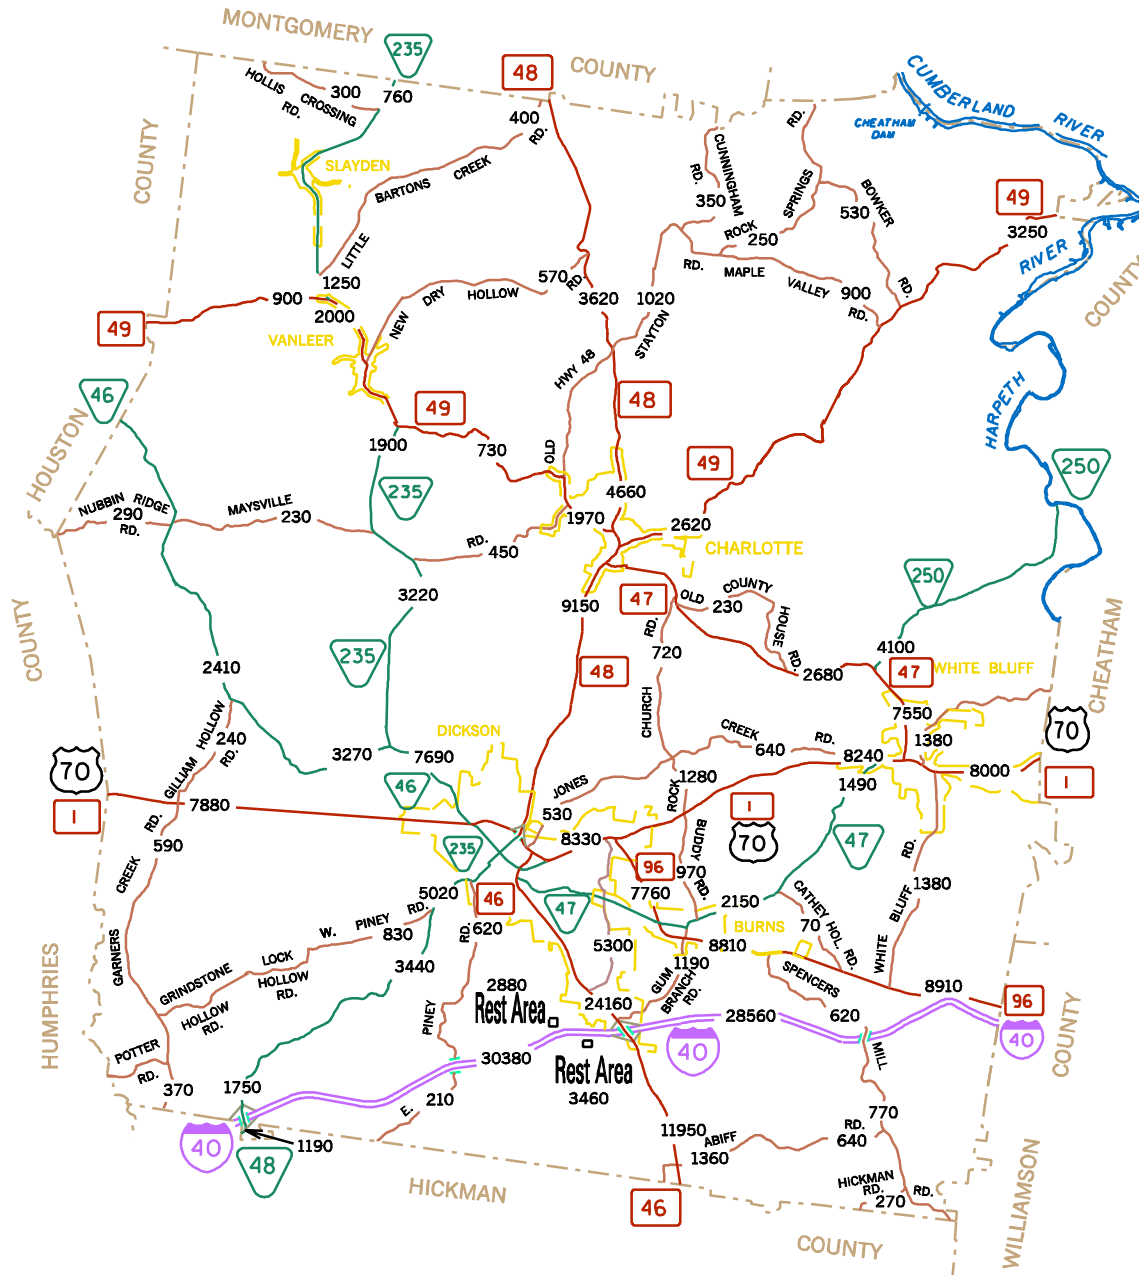 MONTGOMERY
235
48
COUNTY
HOLLIS CROSSING RD.
300
760
400
RD.
CUMBERLAND RIVER
CHEATHAM DAM
COUNTY
SLAYDEN
LITTLE BARTONS CREEK
CUNNINGHAM RD.
350
ROCK SPRINGS RD.
250
BOWKER RD.
530
49
3250
RIVER
COUNTY
1250
900
2000
49
VANLEER
NEW DRY HOLLOW RD.
570
3620
1020
STAYTON RD.
MAPLE VALLEY RD.
900
OLD HWY 48
48
46
49
HOUSTON
1900
730
HARPETH
49
250
235
4660
NUBBIN RIDGE RD.
290
MAYSVILLE RD.
230
450
1970
2620
CHARLOTTE
250
COUNTY
3220
9150
47
OLD COUNTY HOUSE RD.
230
CHEATHAM
2410
235
48
RD.
720
2680
4100
47
WHITE BLUFF
CHURCH
7550
GILLIAM HOLLOW RD.
240
DICKSON
3270
7690
CREEK RD.
640
8240
1380
70
70
1
46
JONES
530
1280
1490
8000
1
7880
8330
ROCK
1
70
BUDDY RD.
47
RD.
590
235
96
970
7760
RD.
CREEK
5020
46
47
2150
CATHEY HOL. RD.
70
BLUFF
1380
GARNERS
GRINDSTONE HOLLOW RD.
LOCK HOLLOW RD.
W. PINEY RD.
830
RD.
620
BURNS
8810
WHITE
HUMPHRIES
3440
5300
1190
SPENCERS
8910
96
2880
Rest Area
24160
GUM BRANCH RD.
28560
620
MILL
40
COUNTY
PINEY
POTTER RD.
370
30380
Rest Area
3460
40
1750
210
E.
770
40
1190
48
11950
ABIFF RD.
640
1360
HICKMAN
46
HICKMAN RD.
270
RD.
WILLIAMSON
COUNTY